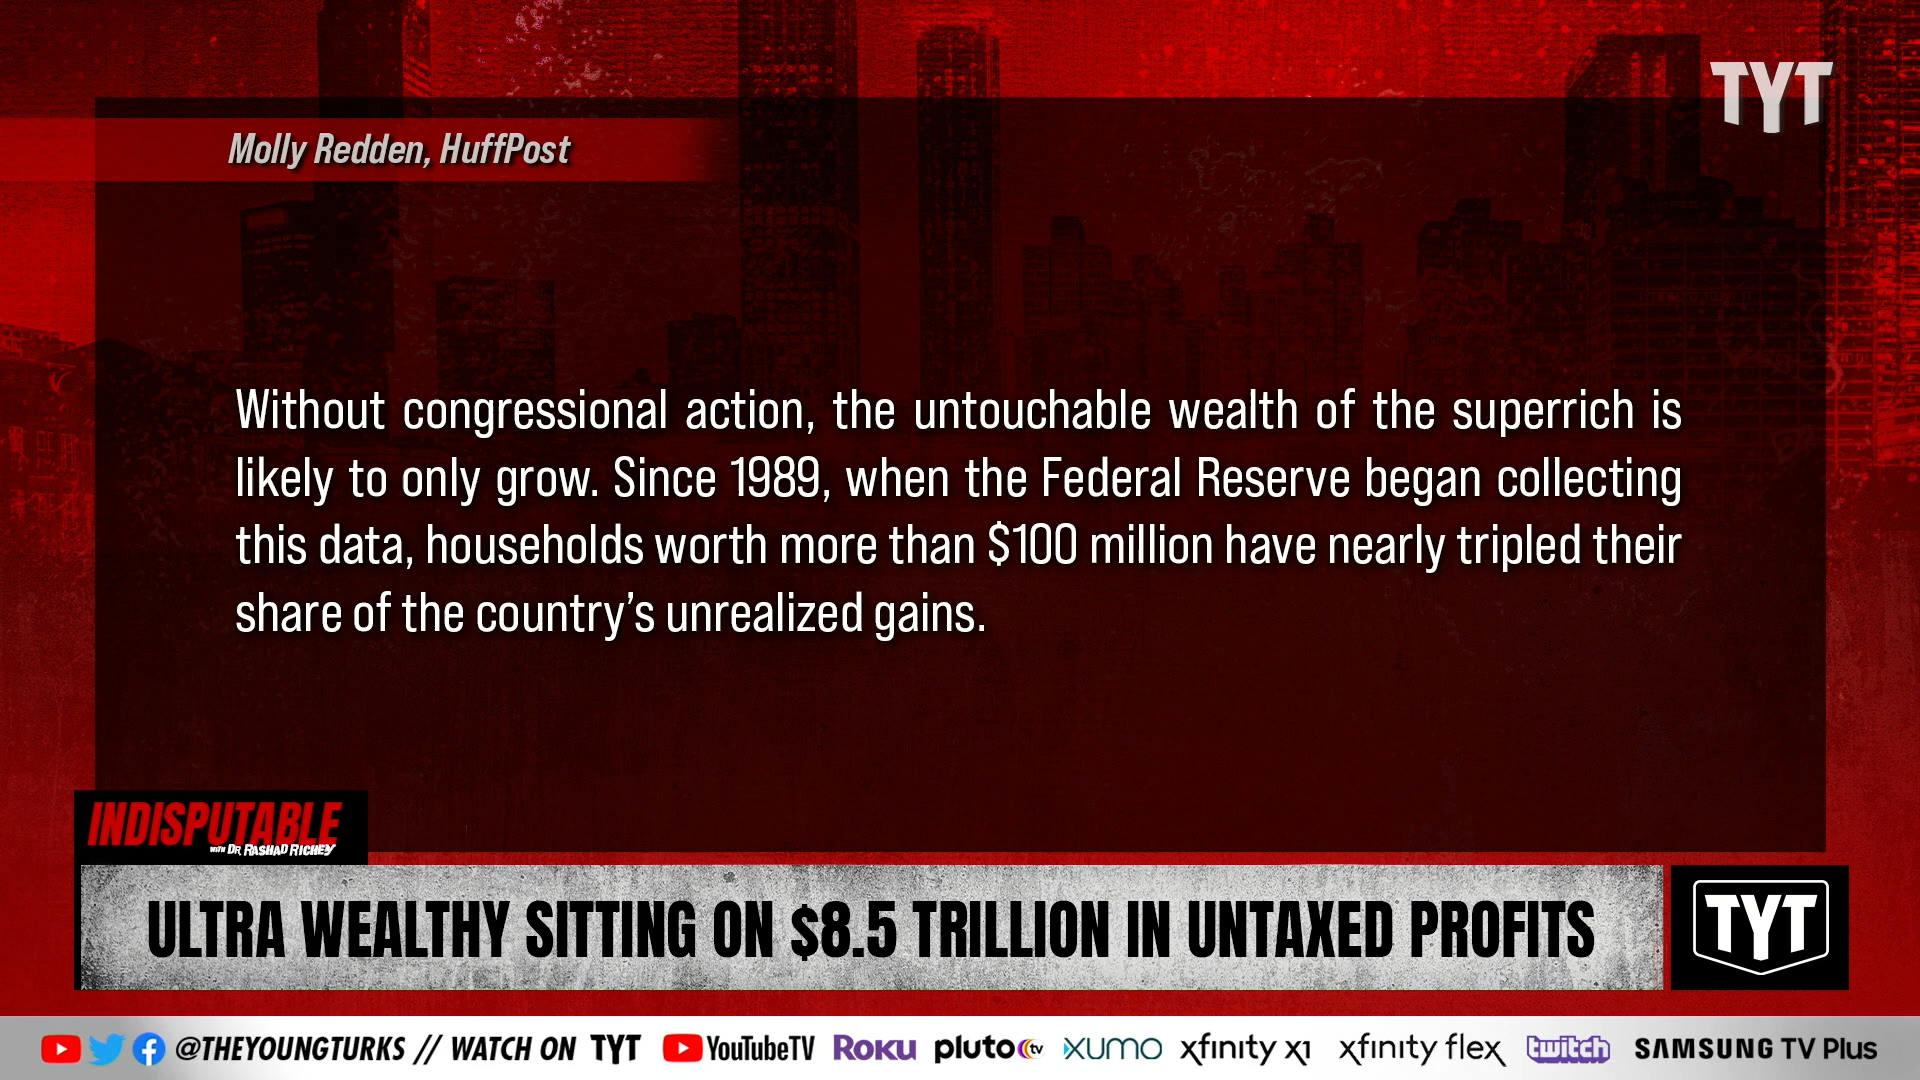 TYT
Molly Redden, HuffPost
Without congressional action, the untouchable wealth of the superrich is
likely to only grow. Since 1989, when the Federal Reserve began collecting
this data, households worth more than $100 million have nearly tripled their
share of the country’s unrealized gains.
INDISPUTABLE
WITH DR RASHAD RICHEY
ULTRA WEALTHY SITTING ON $8.5 TRILLION IN UNTAXED PROFITS
TYT
@THEYOUNGTURKS // WATCH ON TYT YouTubeTV ROKU pluto tv XUMO xfinity x1 xfinity flex twitch SAMSUNG TV Plus